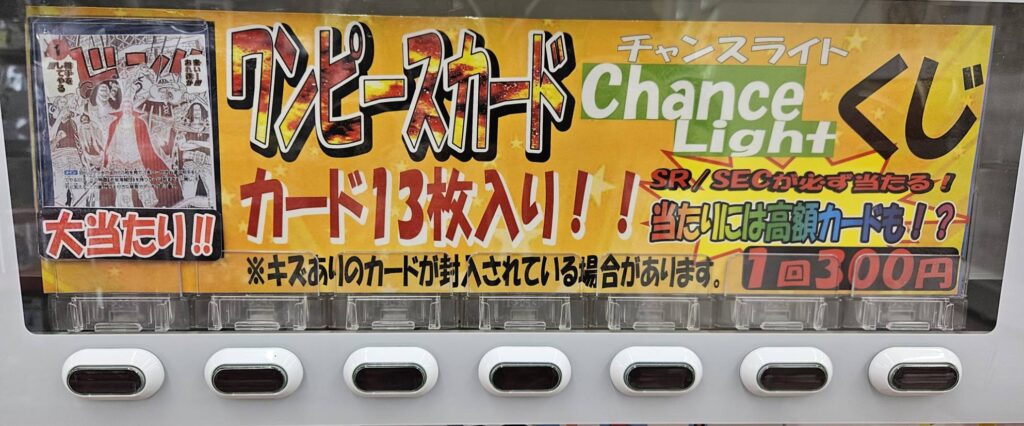 ワンピースカード
チャンスライト
Chance
Light
くじ
カード13枚入り！！
SR/SECが必ず当たる！
当たりには高額カードも！？
大当たり!!
※キズありのカードが封入されている場合があります。
1回300円